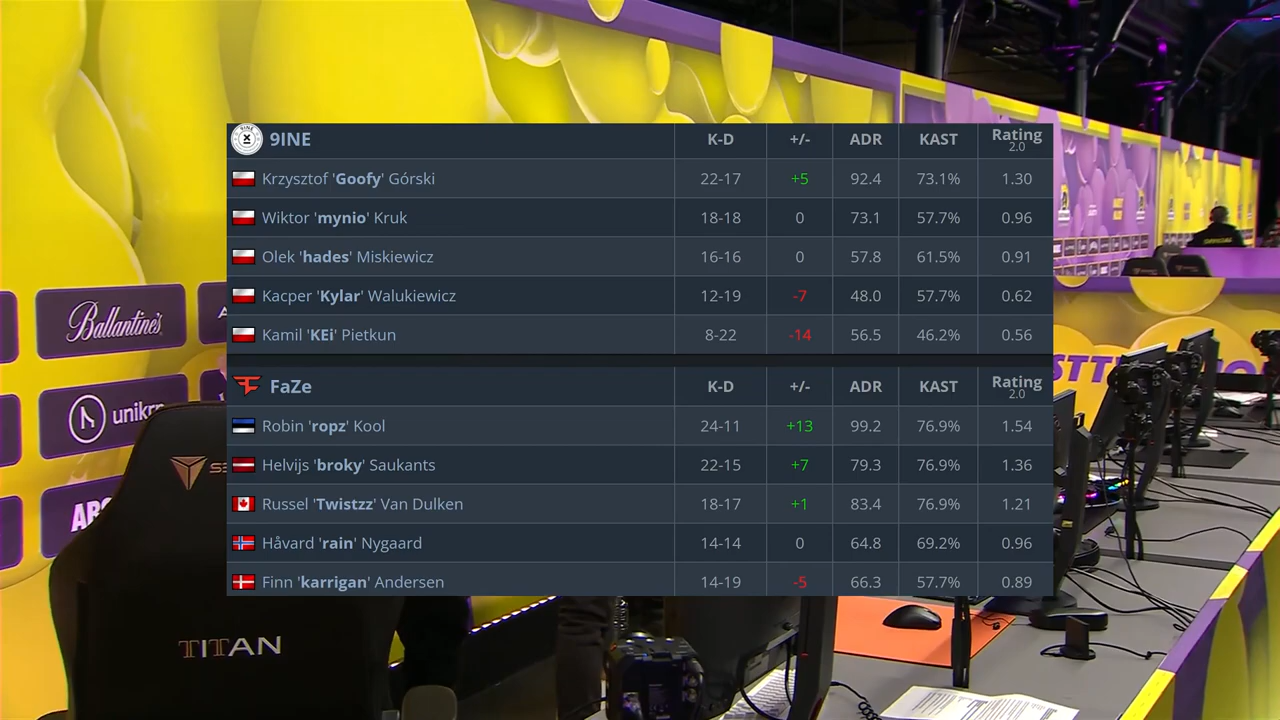 9INE K-D +/- ADR KAST Rating 2.0
Krzysztof 'Goofy' Górski 22-17 +5 92.4 73.1% 1.30
Wiktor 'mynio' Kruk 18-18 0 73.1 57.7% 0.96
Olek 'hades' Miskiewicz 16-16 0 57.8 61.5% 0.91
Kacper 'Kylar' Walukiewicz 12-19 -7 48.0 57.7% 0.62
Kamil 'KEi' Pietkun 8-22 -14 56.5 46.2% 0.56
FaZe K-D +/- ADR KAST Rating 2.0
Robin 'ropz' Kool 24-11 +13 99.2 76.9% 1.54
Helvijs 'broky' Saukants 22-15 +7 79.3 76.9% 1.36
Russel 'Twistzz' Van Dulken 18-17 +1 83.4 76.9% 1.21
Håvard 'rain' Nygaard 14-14 0 64.8 69.2% 0.96
Finn 'karrigan' Andersen 14-19 -5 66.3 57.7% 0.89
Ballantine's
unikrn
TITAN